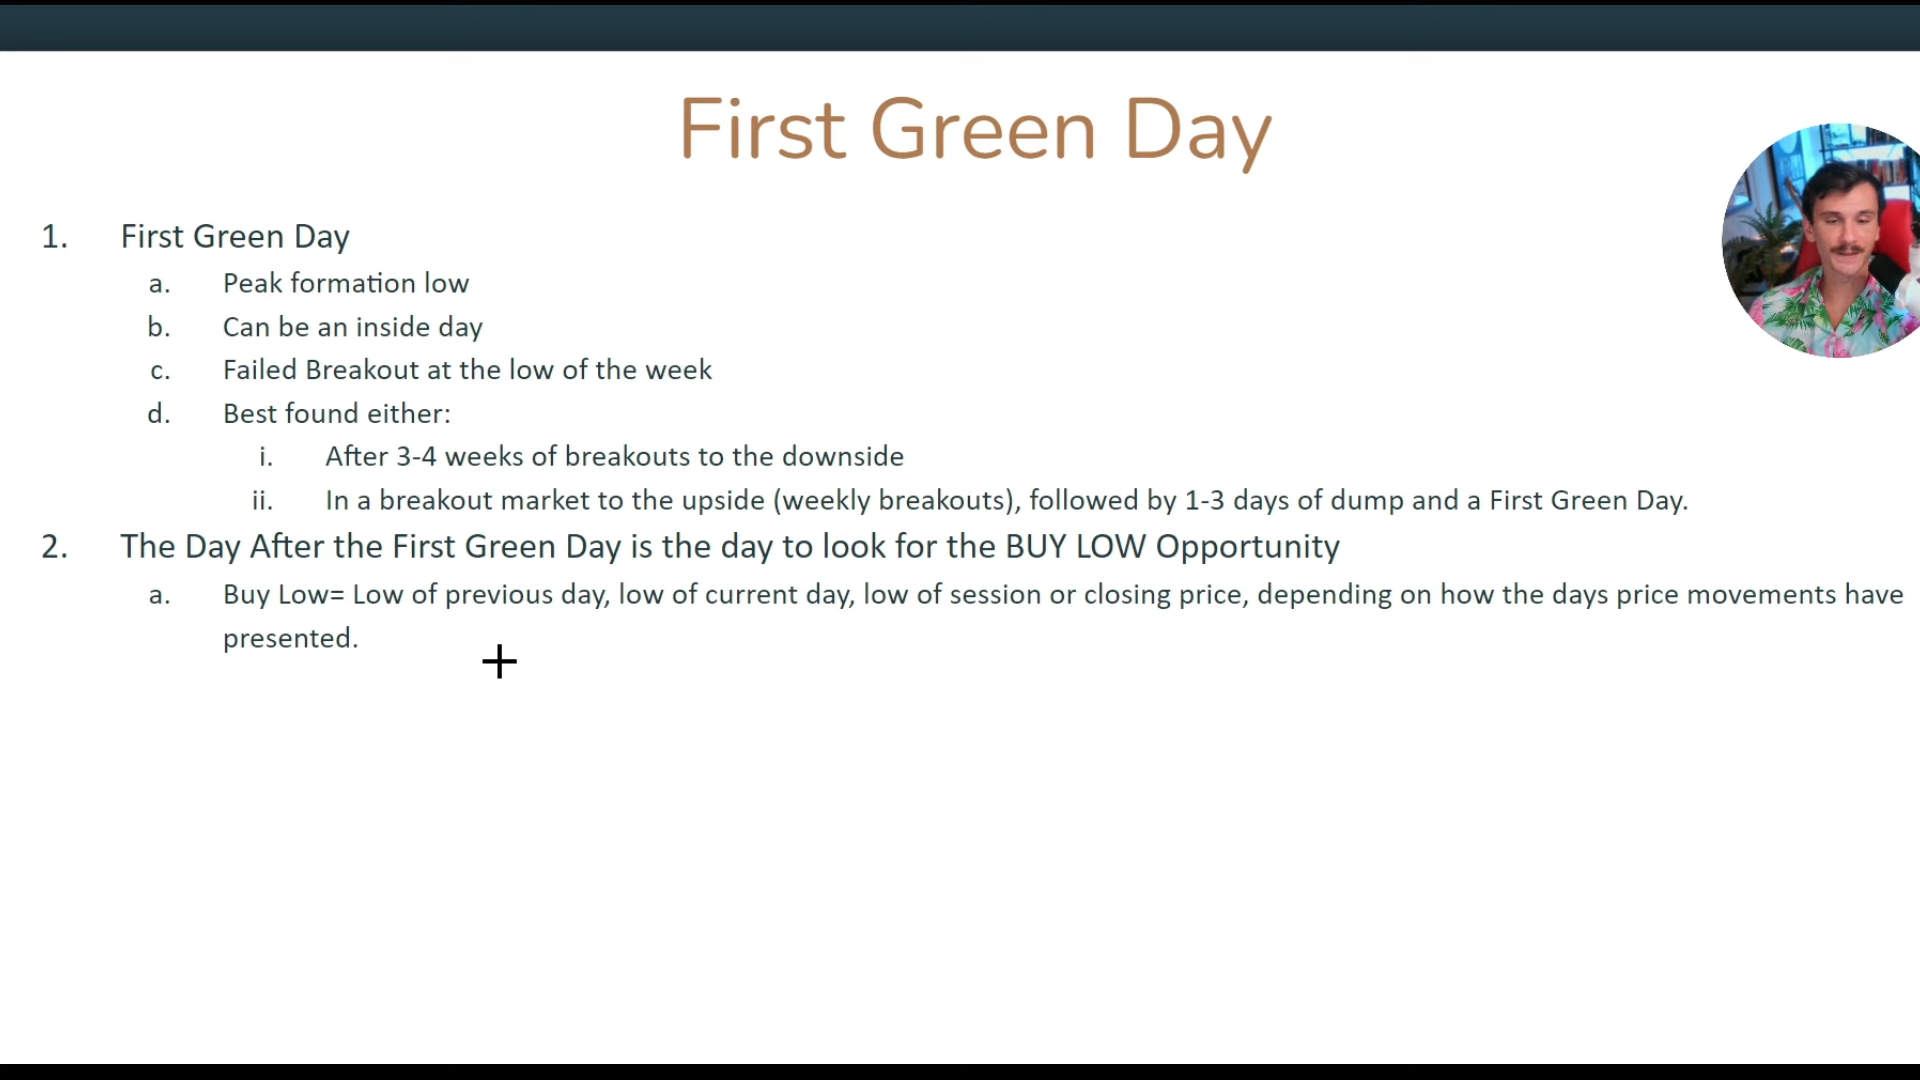 First Green Day
1. First Green Day
a. Peak formation low
b. Can be an inside day
c. Failed Breakout at the low of the week
d. Best found either:
i. After 3-4 weeks of breakouts to the downside
ii. In a breakout market to the upside (weekly breakouts), followed by 1-3 days of dump and a First Green Day.
2. The Day After the First Green Day is the day to look for the BUY LOW Opportunity
a. Buy Low= Low of previous day, low of current day, low of session or closing price, depending on how the days price movements have
presented.